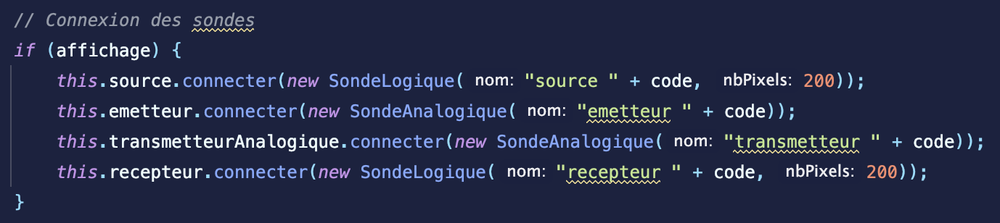 // Connexion des sondes
if (affichage) {
this.source.connecter(new SondeLogique( nom: "source " + code, nbPixels: 200));
this.emetteur.connecter(new SondeAnalogique( nom: "emetteur " + code));
this.transmetteurAnalogique.connecter(new SondeAnalogique( nom: "transmetteur " + code));
this.recepteur.connecter(new SondeLogique( nom: "recepteur " + code, nbPixels: 200));
}